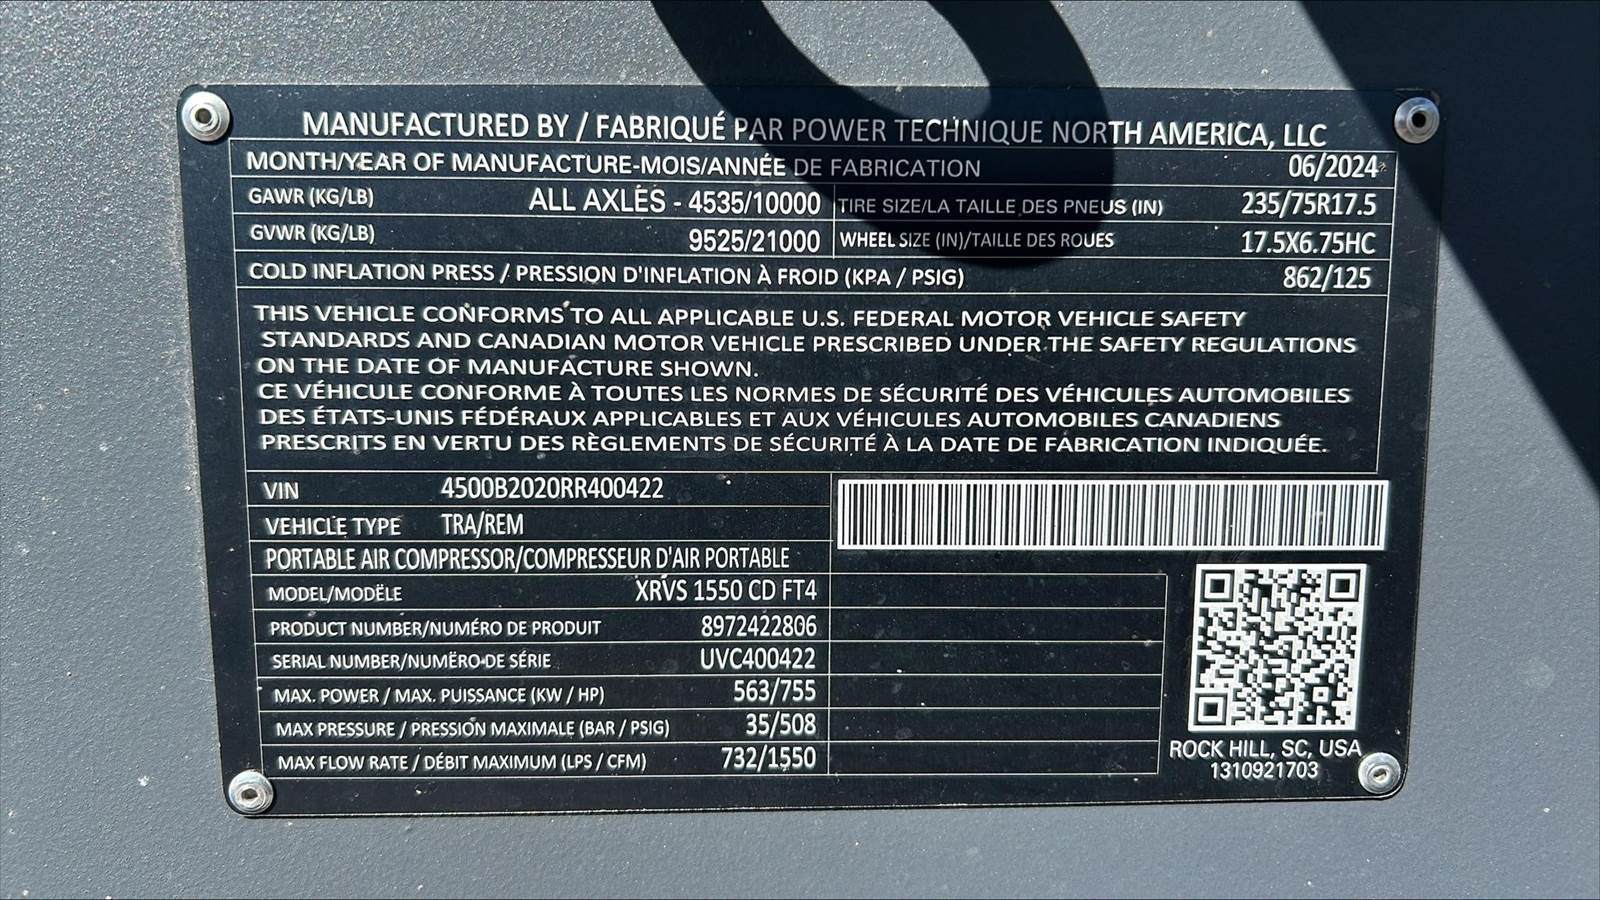 MANUFACTURED BY / FABRIQUÉ PAR POWER TECHNIQUE NORTH AMERICA, LLC
MONTH/YEAR OF MANUFACTURE-MOIS/ANNÉE DE FABRICATION 06/2024
GAWR (KG/LB) ALL AXLES - 4535/10000 TIRE SIZE/LA TAILLE DES PNEUS (IN) 235/75R17.5
GVWR (KG/LB) 9525/21000 WHEEL SIZE (IN)/TAILLE DES ROUES 17.5X6.75HC
COLD INFLATION PRESS / PRESSION D'INFLATION À FROID (KPA / PSIG) 862/125
THIS VEHICLE CONFORMS TO ALL APPLICABLE U.S. FEDERAL MOTOR VEHICLE SAFETY
STANDARDS AND CANADIAN MOTOR VEHICLE PRESCRIBED UNDER THE SAFETY REGULATIONS
ON THE DATE OF MANUFACTURE SHOWN.
CE VÉHICULE CONFORME À TOUTES LES NORMES DE SÉCURITÉ DES VÉHICULES AUTOMOBILES
DES ÉTATS-UNIS FÉDÉRAUX APPLICABLES ET AUX VÉHICULES AUTOMOBILES CANADIENS
PRESCRITS EN VERTU DES RÈGLEMENTS DE SÉCURITÉ À LA DATE DE FABRICATION INDIQUÉE.
VIN 4500B2020RR400422
VEHICLE TYPE TRA/REM
PORTABLE AIR COMPRESSOR/COMPRESSEUR D'AIR PORTABLE
MODEL/MODËLE XRVS 1550 CD FT4
PRODUCT NUMBER/NUMÉRO DE PRODUIT 8972422806
SERIAL NUMBER/NUMËRO DE SÉRIE UVC400422
MAX. POWER / MAX. PUISSANCE (KW / HP) 563/755
MAX PRESSURE / PRESSION MAXIMALE (BAR / PSIG) 35/508
MAX FLOW RATE / DÉBIT MAXIMUM (LPS / CFM) 732/1550
ROCK HILL, SC, USA
1310921703